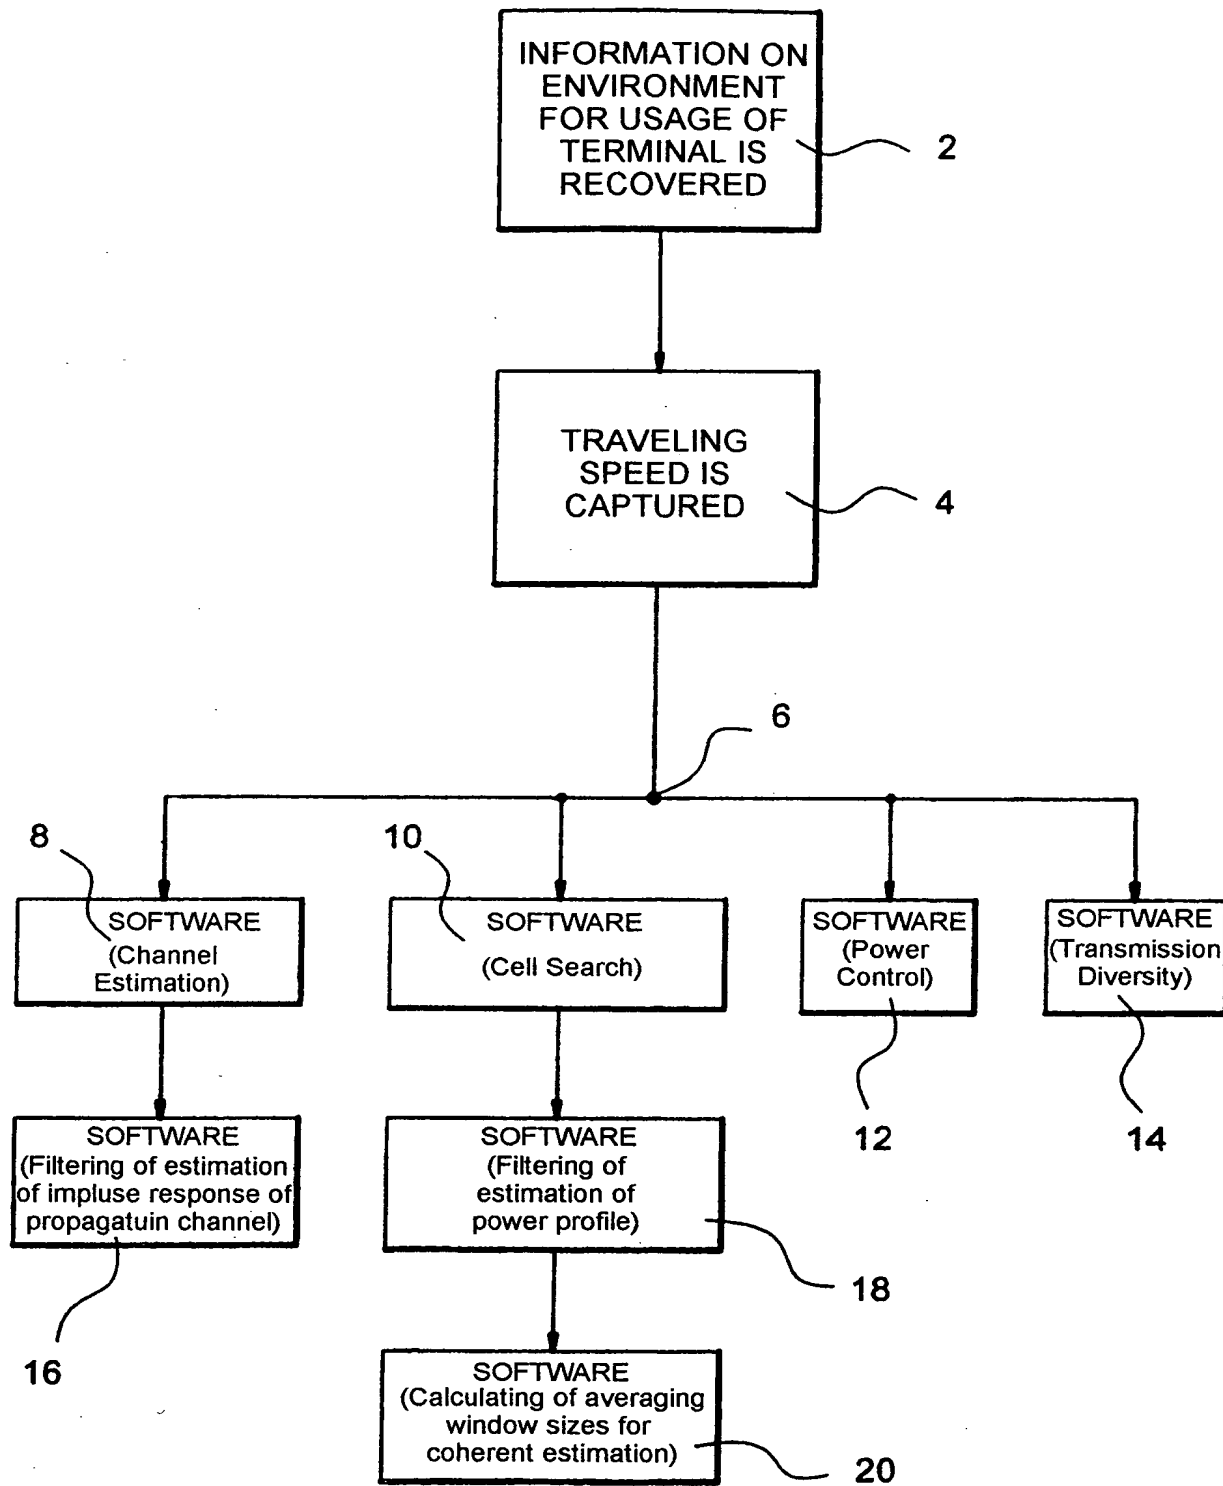 INFORMATION ON
ENVIRONMENT
FOR USAGE OF
TERMINAL IS
RECOVERED
2
TRAVELING
SPEED IS
CAPTURED
4
6
8
SOFTWARE
(Channel
Estimation)
10
SOFTWARE
(Cell Search)
SOFTWARE
(Power
Control)
12
SOFTWARE
(Transmission
Diversity)
14
SOFTWARE
(Filtering of estimation
of impluse response of
propagatuin channel)
16
SOFTWARE
(Filtering of
estimation of
power profile)
18
SOFTWARE
(Calculating of averaging
window sizes for
coherent estimation)
20